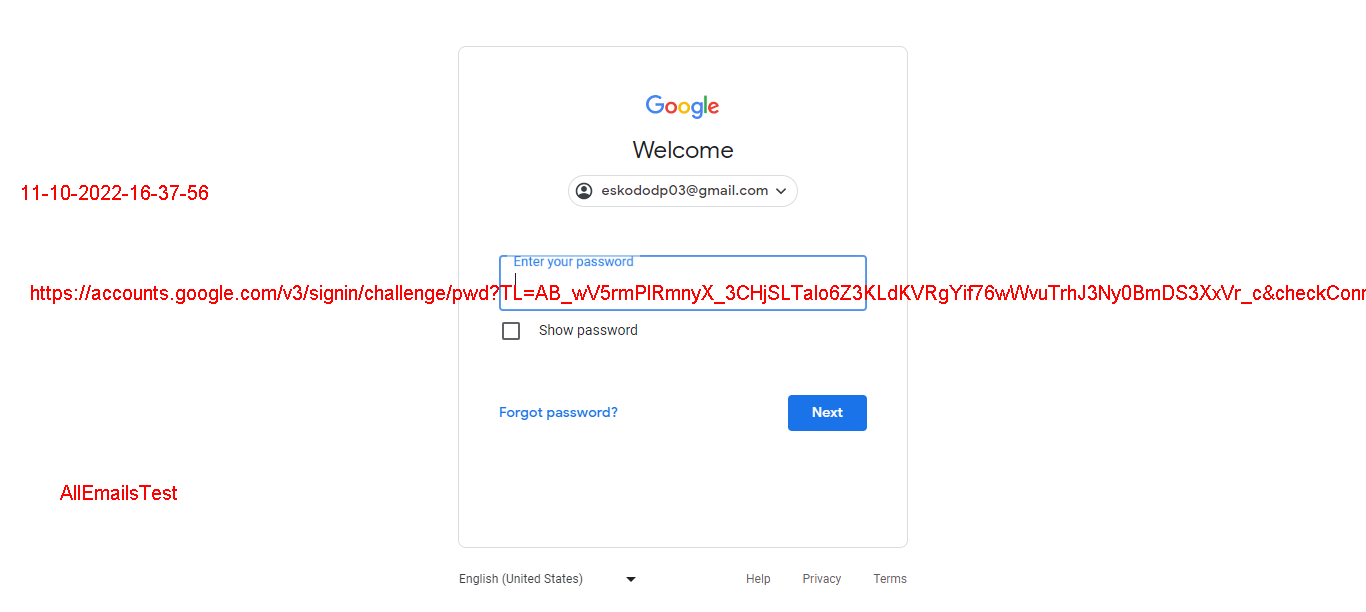 Google
Welcome
eskododp03@gmail.com
11-10-2022-16-37-56
Enter your password
https://accounts.google.com/v3/signin/challenge/pwd?TL=AB_wV5rmPlRmnyX_3CHjSLTalo6Z3KLdKVRgYif76wWvuTrhJ3Ny0BmDS3XxVr_c&checkConn
Show password
Forgot password?
Next
AllEmailsTest
English (United States)
Help
Privacy
Terms